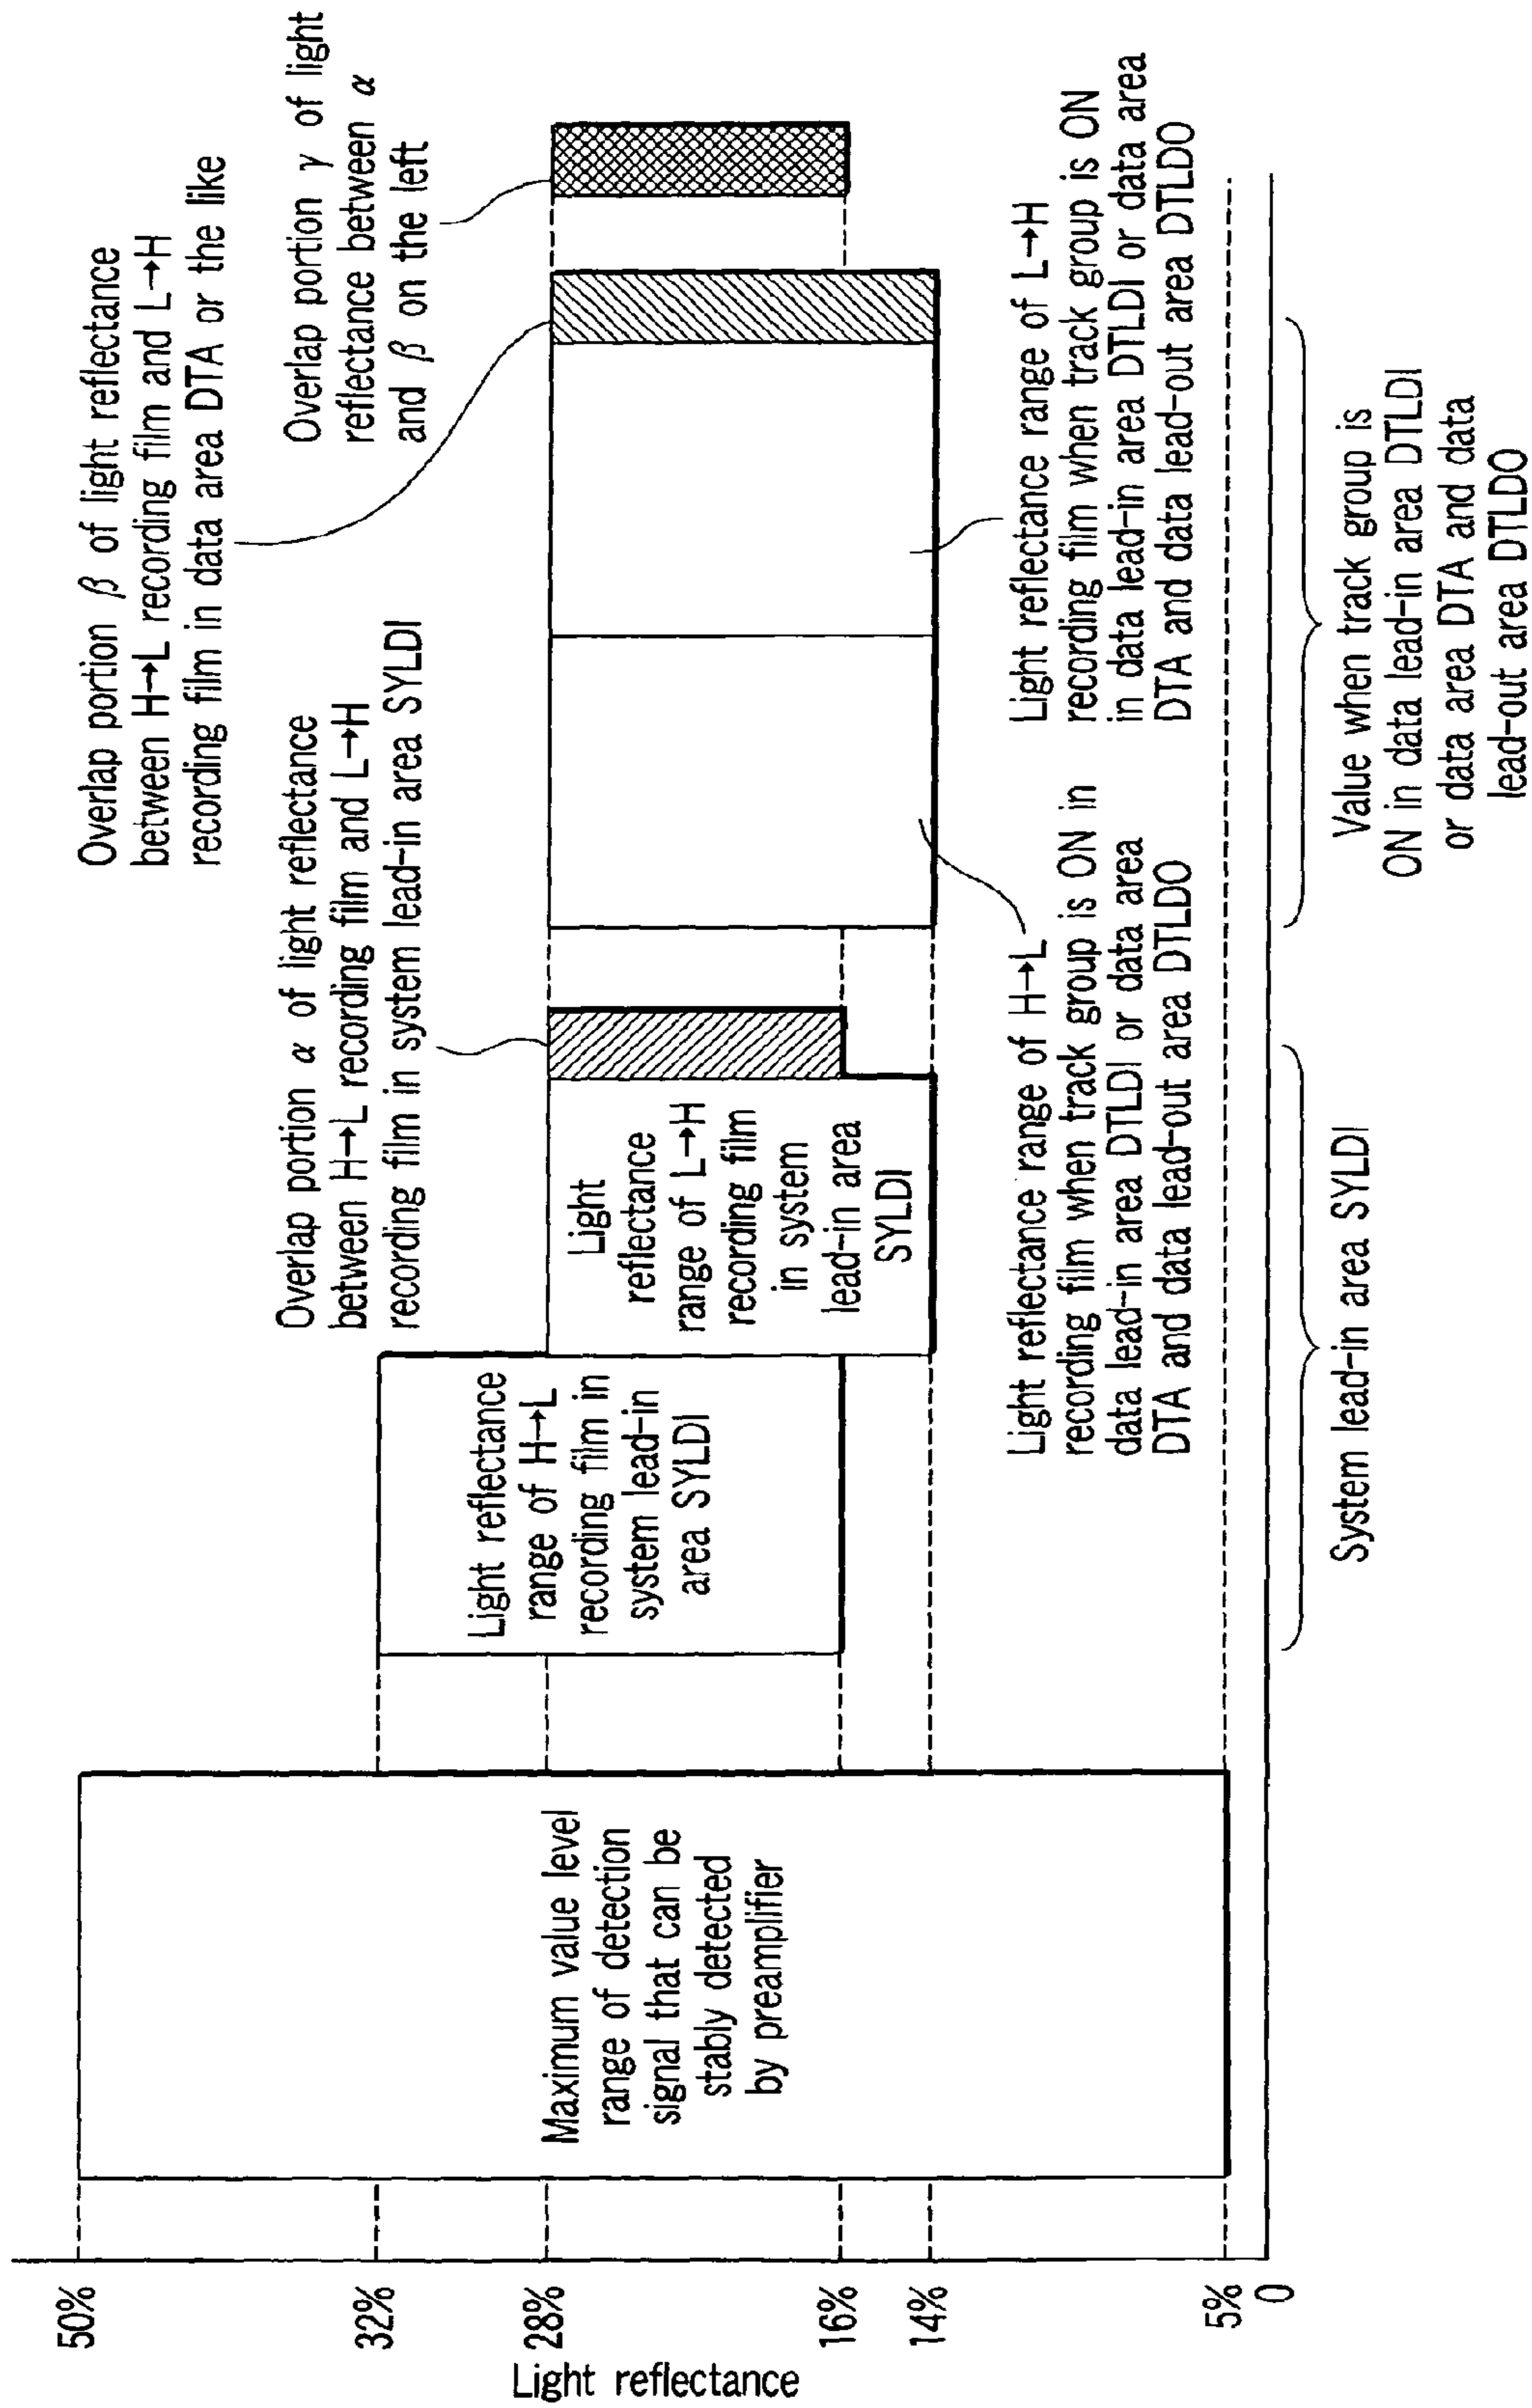 Light reflectance
50%
32%
28%
16%
14%
5%
0
Maximum value level
range of detection
signal that can be
stably detected
by preamplifier
Light reflectance
range of H→L
recording film in
system lead-in
area SYLDI
Light
reflectance
range of L→H
recording film
in system
lead-in area
SYLDI
Overlap portion α of light reflectance
between H→L recording film and L→H
recording film in system lead-in area SYLDI
Overlap portion β of light reflectance
between H→L recording film and L→H
recording film in data area DTA or the like
Overlap portion γ of light
reflectance between α
and β on the left
Light reflectance range of H→L
recording film when track group is ON in
data lead-in area DTLDI or data area
DTA and data lead-out area DTLDO
Light reflectance range of L→H
recording film when track group is ON
in data lead-in area DTLDI or data area
DTA and data lead-out area DTLDO
System lead-in area SYLDI
Value when track group is
ON in data lead-in area DTLDI
or data area DTA and data
lead-out area DTLDO